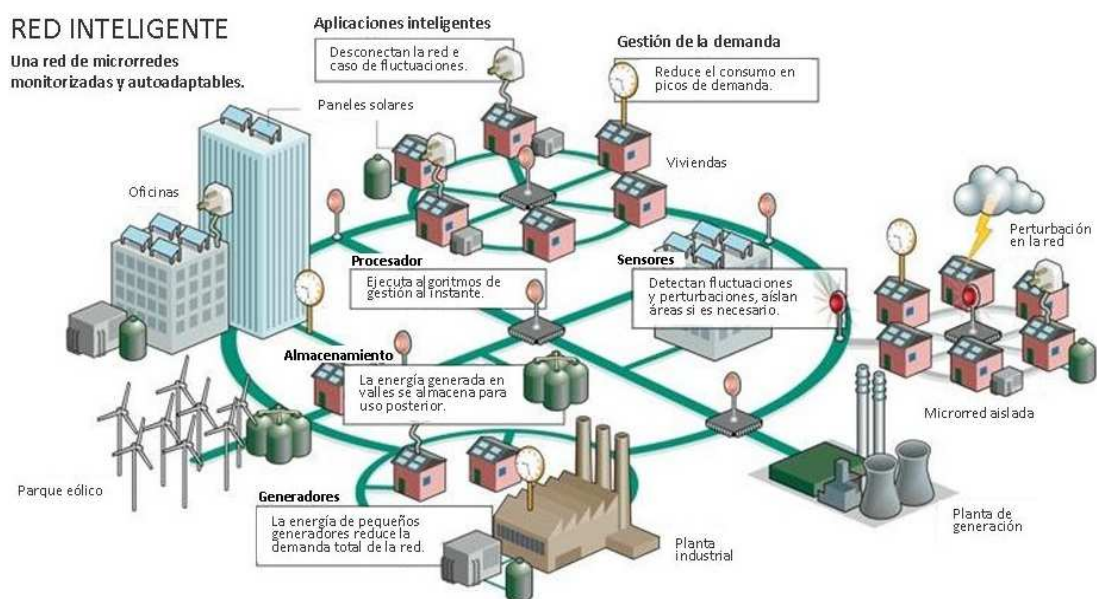 RED INTELIGENTE
Una red de microrredes
monitorizadas y autoadaptables.
Aplicaciones inteligentes
Desconectan la red e
caso de fluctuaciones.
Gestión de la demanda
Reduce el consumo en
picos de demanda.
Paneles solares
Viviendas
Oficinas
Perturbación
en la red
Procesador
Ejecuta algoritmos de
gestión al instante.
Sensores
Detectan fluctuaciones
y perturbaciones, aíslan
áreas si es necesario.
Almacenamiento
La energía generada en
valles se almacena para
uso posterior.
Microrred aislada
Parque eólico
Generadores
La energía de pequeños
generadores reduce la
demanda total de la red.
Planta
industrial
Planta de
generación